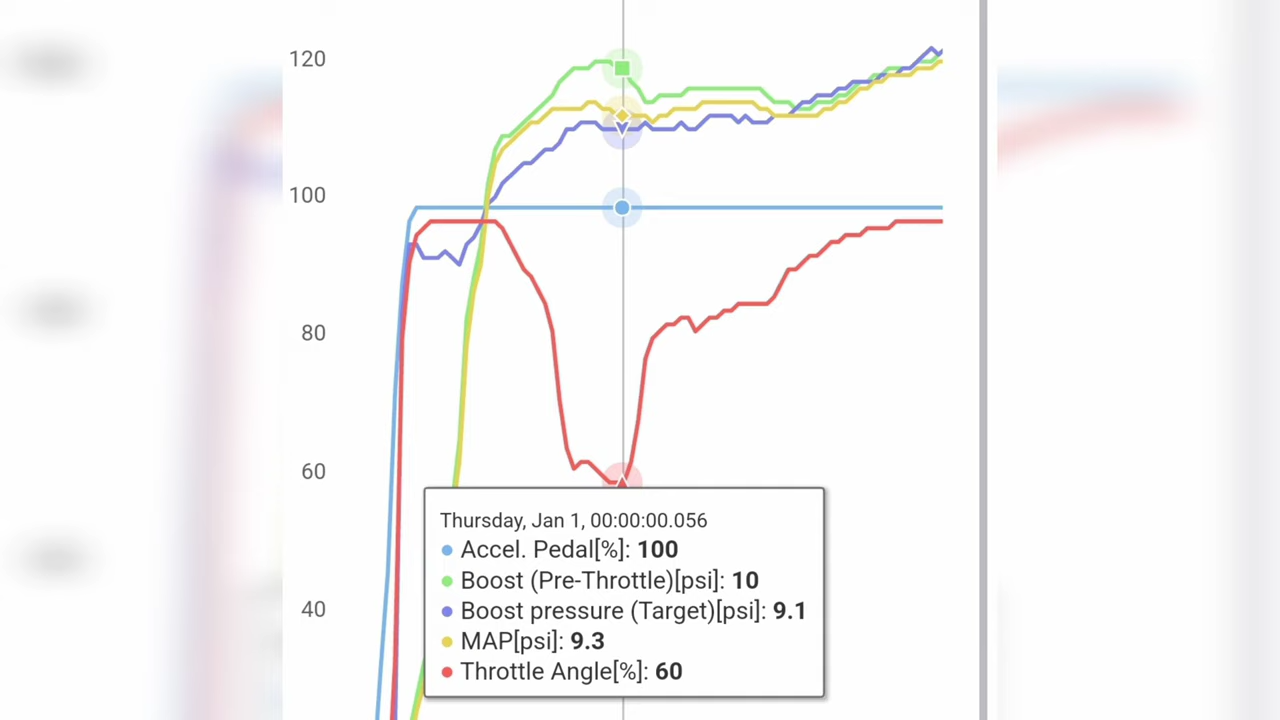 120
100
80
60
40
Thursday, Jan 1, 00:00:00.056
Accel. Pedal[%]: 100
Boost (Pre-Throttle)[psi]: 10
Boost pressure (Target)[psi]: 9.1
MAP[psi]: 9.3
Throttle Angle[%]: 60